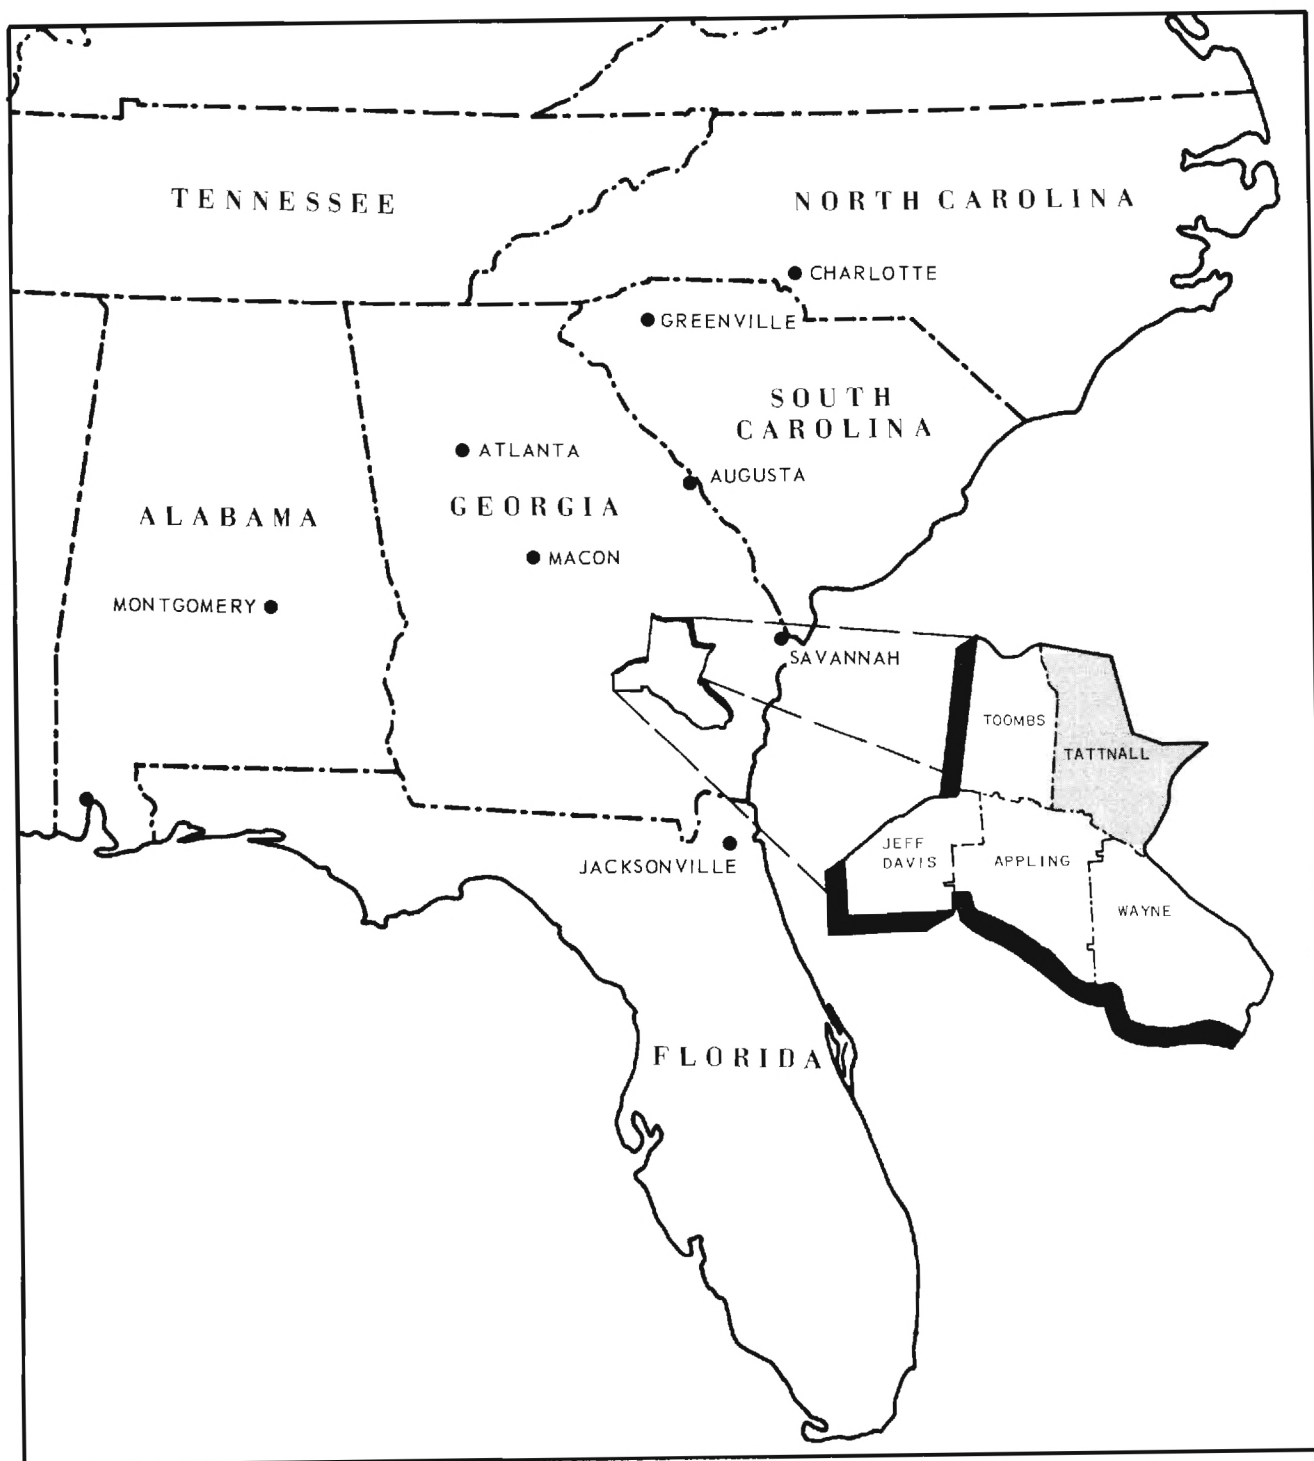 TENNESSEE
NORTH CAROLINA
CHARLOTTE
GREENVILLE
SOUTH
CAROLINA
ATLANTA
AUGUSTA
GEORGIA
ALABAMA
MACON
MONTGOMERY
SAVANNAH
TOOMBS
TATTNALL
JEFF
DAVIS
APPLING
JACKSONVILLE
WAYNE
FLORIDA